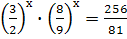 (3/2)^x · (8/9)^x = 256/81